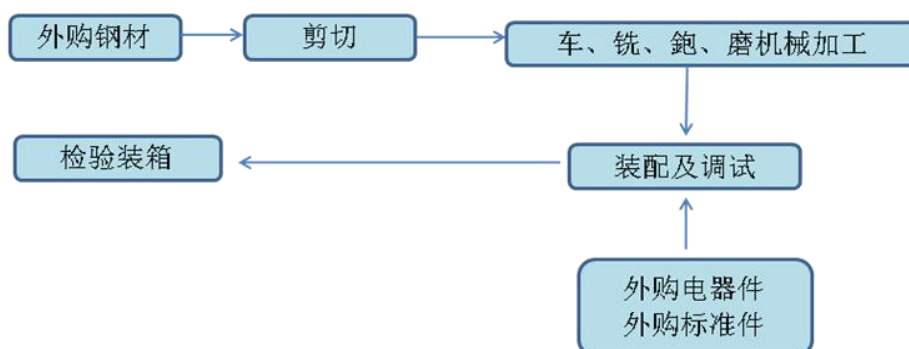 外购钢材
剪切
车、铣、鉋、磨机械加工
检验装箱
装配及调试
外购电器件
外购标准件